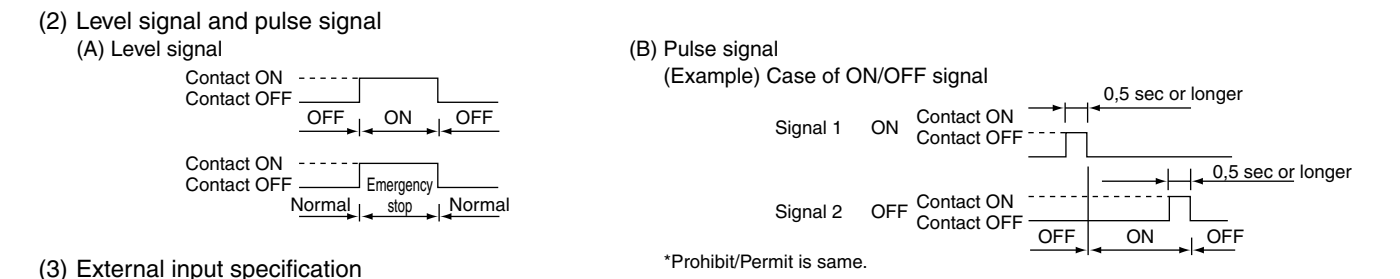 (2) Level signal and pulse signal
(A) Level signal
Contact ON
Contact OFF
OFF ON OFF
Contact ON
Contact OFF
Emergency
stop
Normal Normal
(B) Pulse signal
(Example) Case of ON/OFF signal
0,5 sec or longer
Signal 1 ON Contact ON
Contact OFF
0,5 sec or longer
Signal 2 OFF Contact ON
Contact OFF
OFF ON OFF
*Prohibit/Permit is same.
(3) External input specification